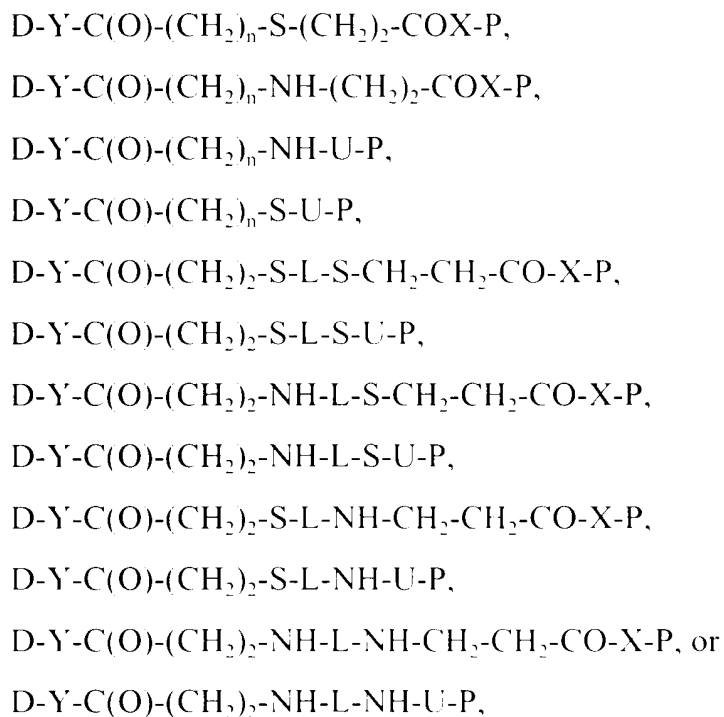 D-Y-C(O)-(CH₂)ₙ-S-(CH₂)₂-COX-P,
D-Y-C(O)-(CH₂)ₙ-NH-(CH₂)₂-COX-P,
D-Y-C(O)-(CH₂)ₙ-NH-U-P,
D-Y-C(O)-(CH₂)ₙ-S-U-P,
D-Y-C(O)-(CH₂)₂-S-L-S-CH₂-CH₂-CO-X-P,
D-Y-C(O)-(CH₂)₂-S-L-S-U-P,
D-Y-C(O)-(CH₂)₂-NH-L-S-CH₂-CH₂-CO-X-P,
D-Y-C(O)-(CH₂)₂-NH-L-S-U-P,
D-Y-C(O)-(CH₂)₂-S-L-NH-CH₂-CH₂-CO-X-P,
D-Y-C(O)-(CH₂)₂-S-L-NH-U-P,
D-Y-C(O)-(CH₂)₂-NH-L-NH-CH₂-CH₂-CO-X-P, or
D-Y-C(O)-(CH₂)₂-NH-L-NH-U-P,